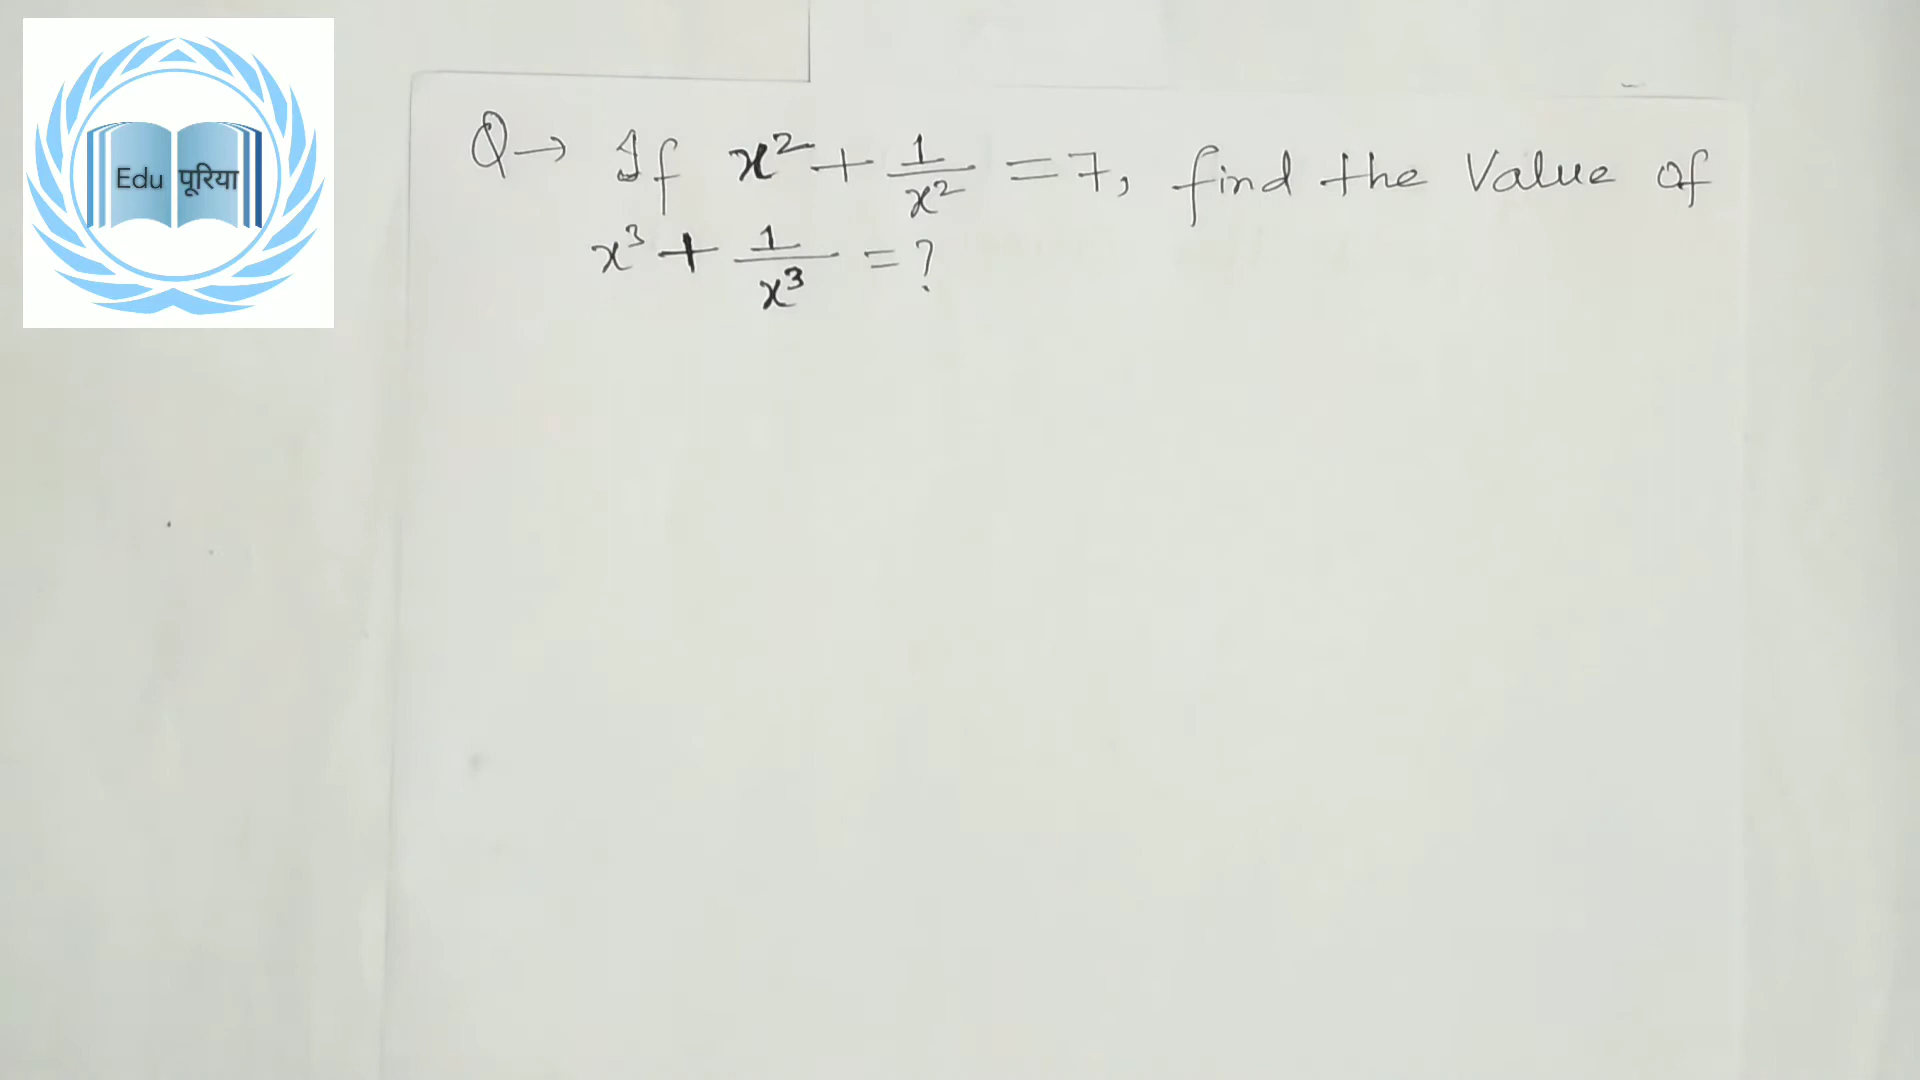 Edu पूरिया
Q→ If x² + 1/x² = 7, find the Value of
x³ + 1/x³ = ?